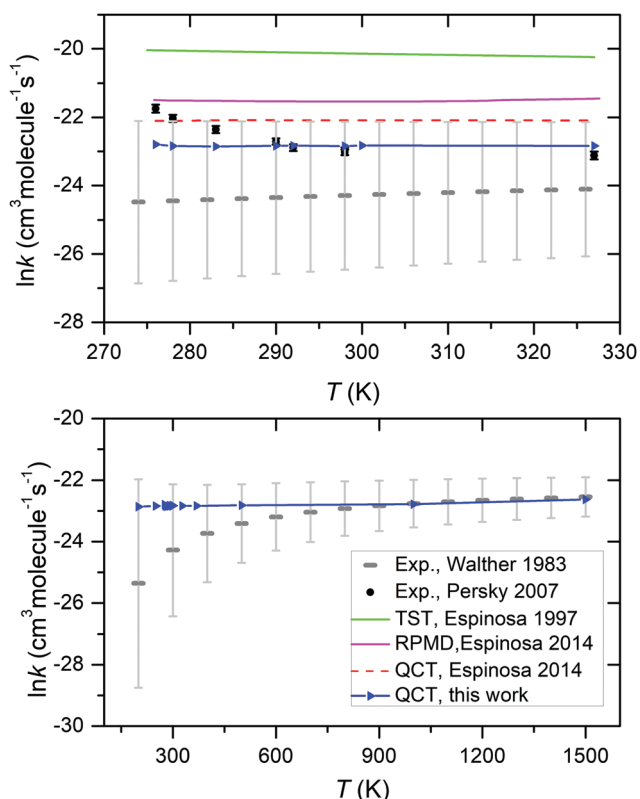 -20
-22
-24
-26
-28
lnk (cm³molecule⁻¹s⁻¹)
270 280 290 300 310 320 330
T (K)
-20
-22
-24
-26
-28
-30
lnk (cm³molecule⁻¹s⁻¹)
Exp., Walther 1983
Exp., Persky 2007
TST, Espinosa 1997
RPMD,Espinosa 2014
QCT, Espinosa 2014
QCT, this work
300 600 900 1200 1500
T (K)